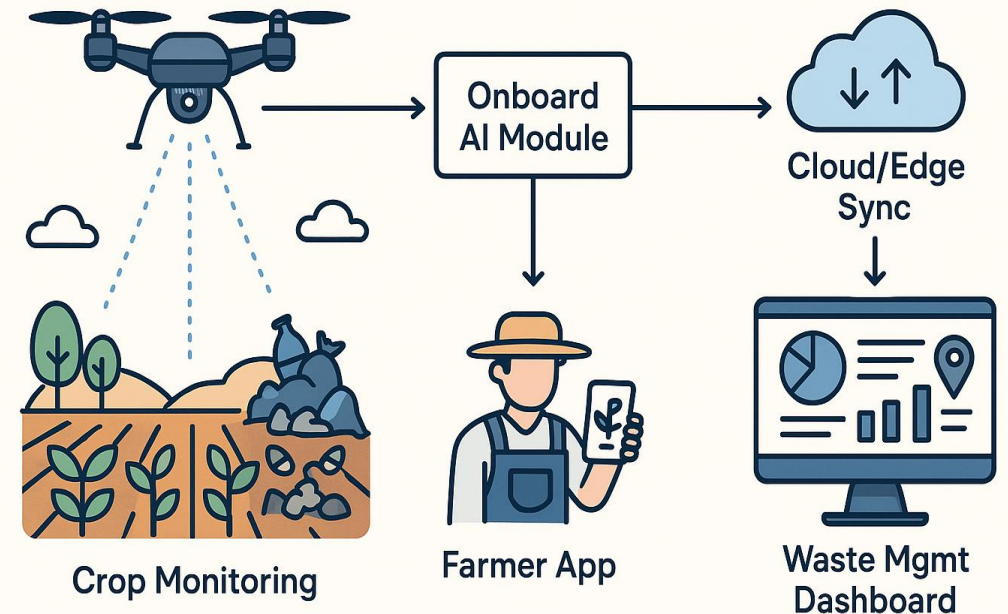 Onboard
AI Module
Cloud/Edge
Sync
Crop Monitoring
Farmer App
Waste Mgmt
Dashboard